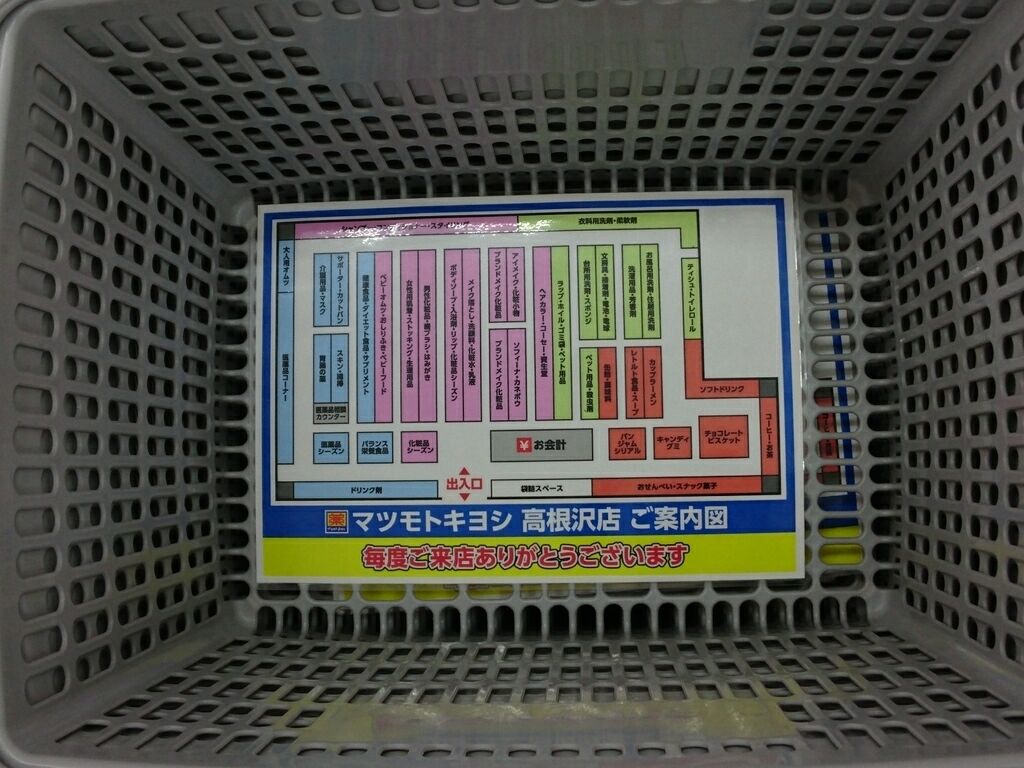 衣料用洗剤・柔軟剤
大人用オムツ
医薬品コーナー
介護用品・マスク
サポーター・カットバン
胃腸の薬
スキン・綿棒
医薬品相談
カウンター
健康食品・ダイエット食品・サプリメント
ベビーオムツ・おしりふき・ベビーフード
女性用肌着・ストッキング・生理用品
男性化粧品・歯ブラシ・はみがき
ボディソープ・入浴剤・リップ・化粧品シーズン
メイク落とし・洗顔料・化粧水・乳液
ブランドメイク化粧品
アイメイク・化粧小物
ブランドメイク化粧品
ソフィーナ・カネボウ
ヘアカラー・コーセー・資生堂
ラップ・ホイル・ゴミ袋・ペット用品
台所用洗剤・スポンジ
文房具・接着剤・電池・電球
洗濯用品・芳香剤
お風呂用洗剤・住居用洗剤
ペット用品・殺虫剤
缶詰・調味料
レトルト食品・スープ
カップラーメン
ティシュ・トイレロール
ソフトドリンク
コーヒー・お茶
医薬品
シーズン
バランス
栄養食品
化粧品
シーズン
¥ お会計
パン
ジャム
シリアル
キャンディ
グミ
チョコレート
ビスケット
ドリンク剤
出入口
袋詰スペース
おせんべい・スナック菓子
薬 マツモトキヨシ 高根沢店 ご案内図
毎度ご来店ありがとうございます